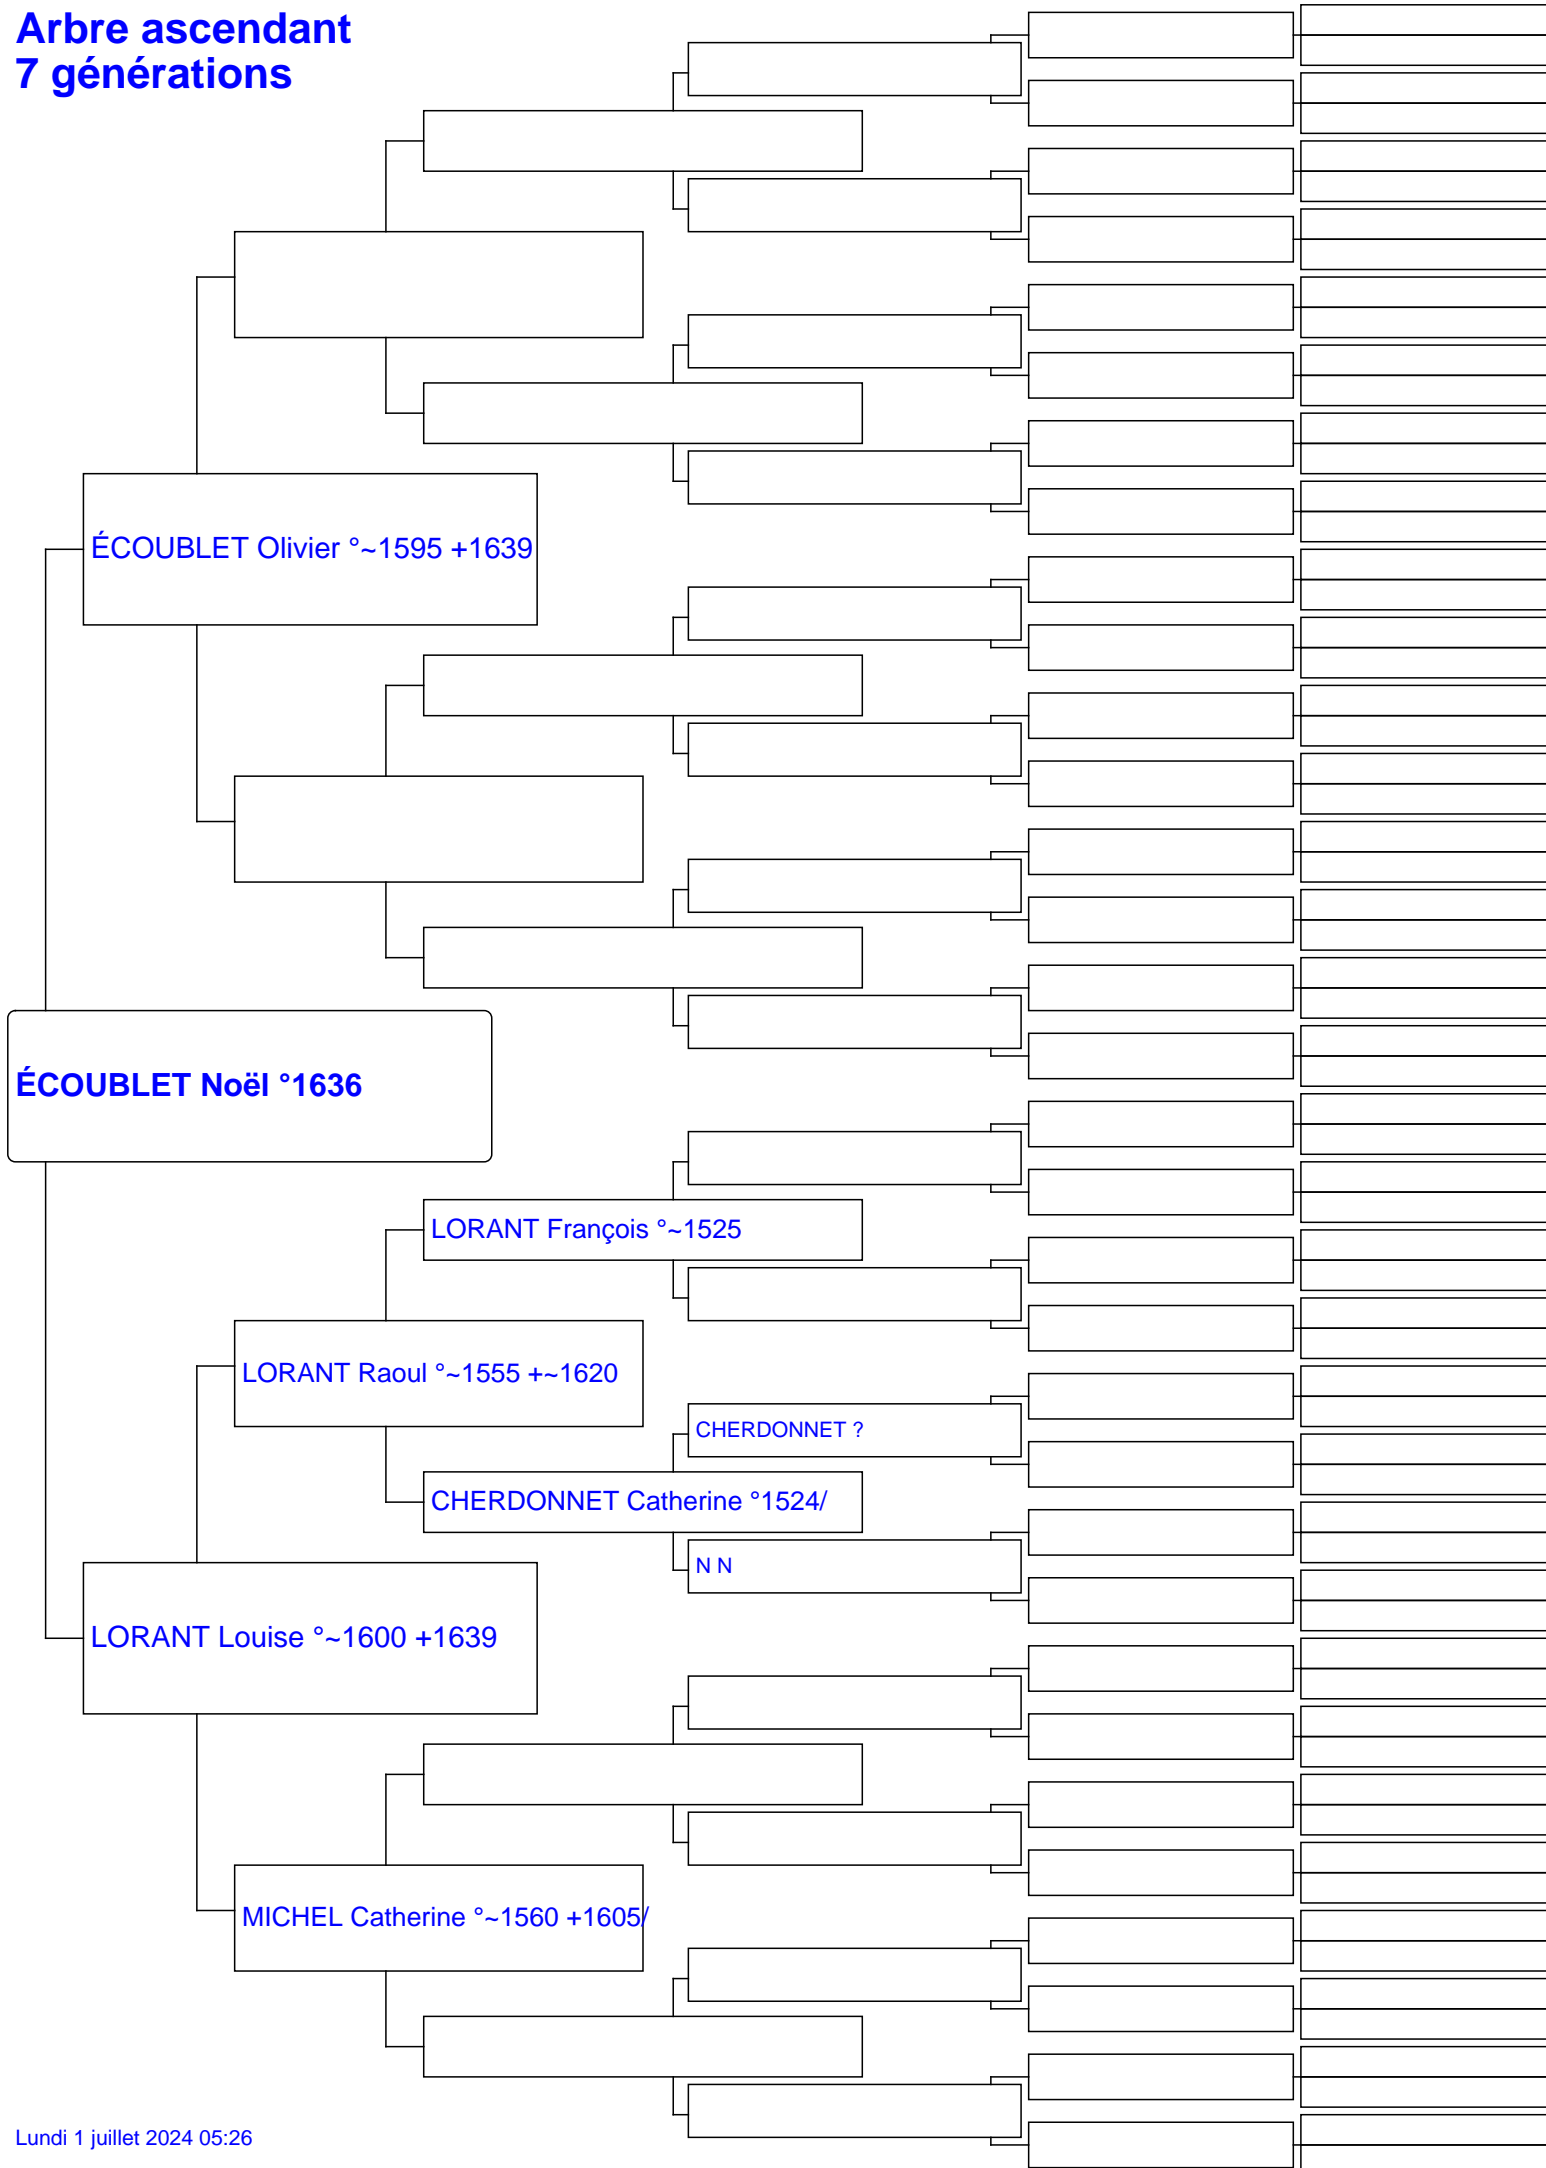 Arbre ascendant
7 générations
ÉCOUBLET Olivier °~1595 +1639
ÉCOUBLET Noël °1636
LORANT François °~1525
LORANT Raoul °~1555 +~1620
CHERDONNET ?
CHERDONNET Catherine °1524/
N N
LORANT Louise °~1600 +1639
MICHEL Catherine °~1560 +1605/
Lundi 1 juillet 2024 05:26